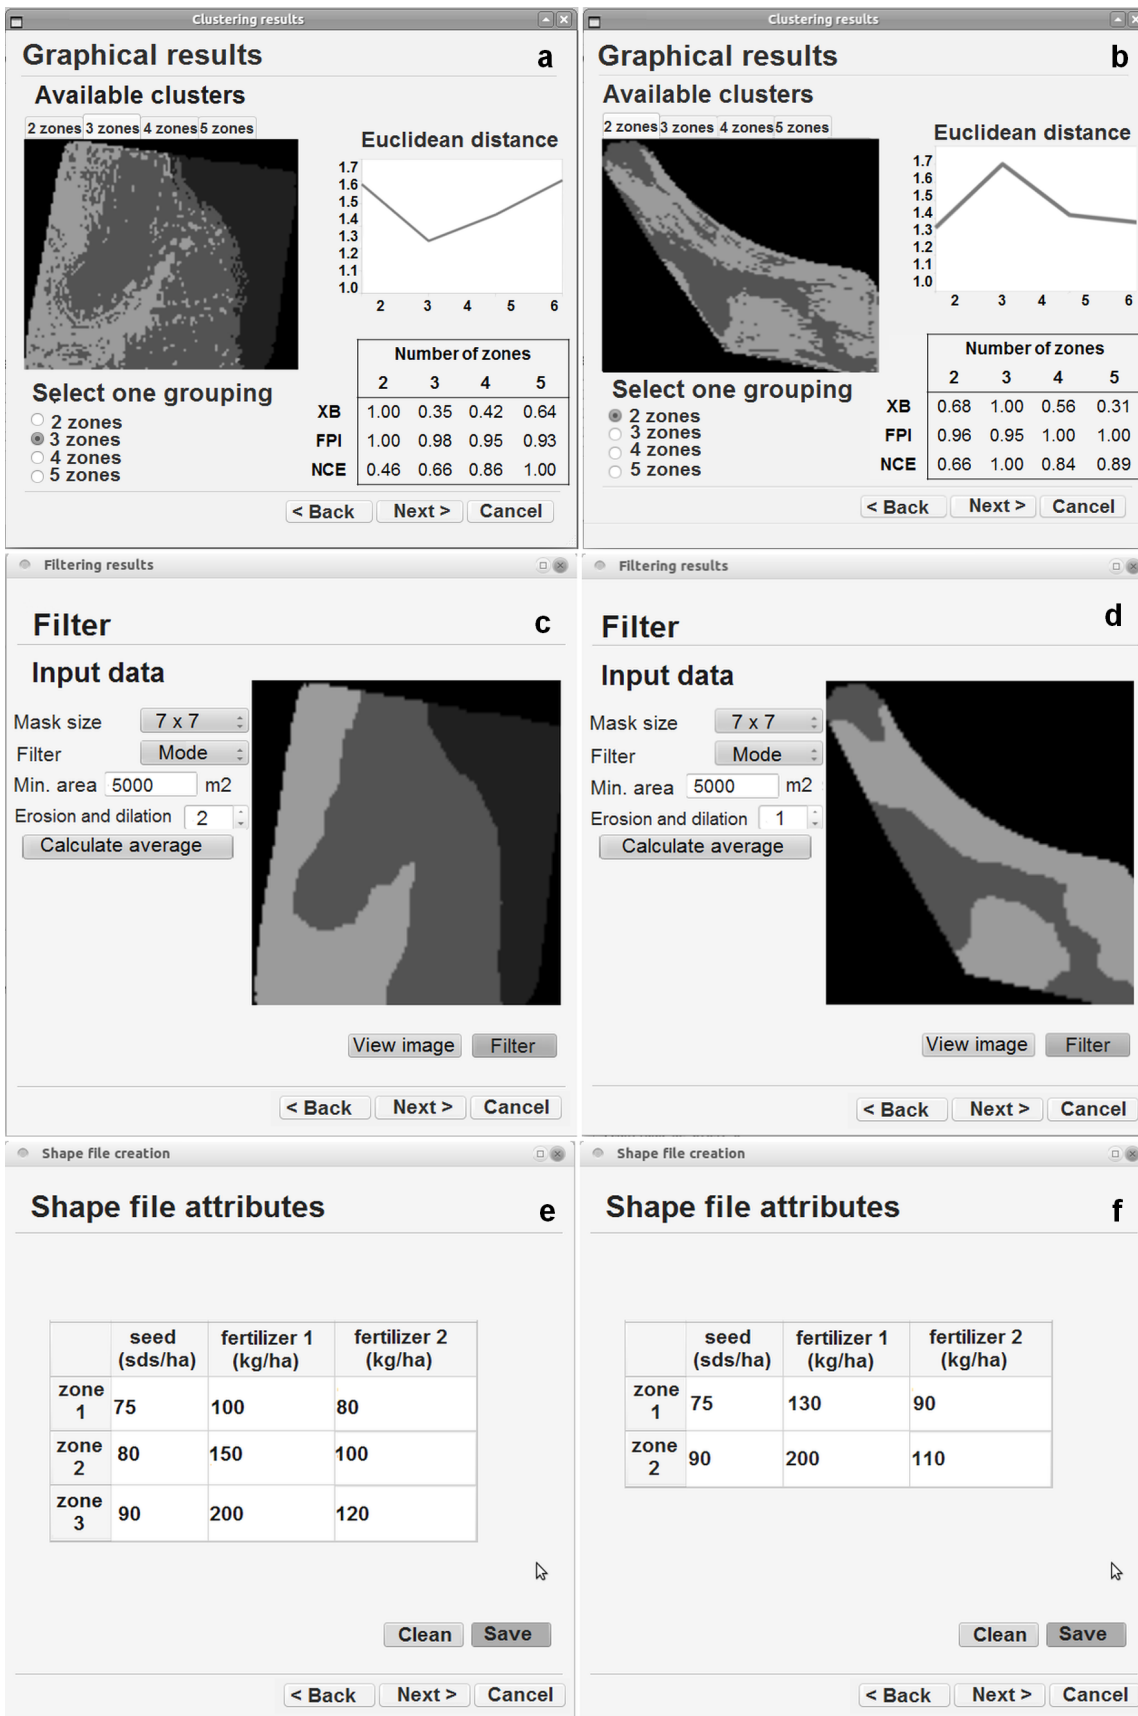 Clustering results
Graphical results
a
Available clusters
2 zones 3 zones 4 zones 5 zones
Euclidean distance
1.7
1.6
1.5
1.4
1.3
1.2
1.1
1.0
2 3 4 5 6
Select one grouping
2 zones
3 zones
4 zones
5 zones
Number of zones
2 3 4 5
XB 1.00 0.35 0.42 0.64
FPI 1.00 0.98 0.95 0.93
NCE 0.46 0.66 0.86 1.00
< Back Next > Cancel
Clustering results
Graphical results
b
Available clusters
2 zones 3 zones 4 zones 5 zones
Euclidean distance
1.7
1.6
1.5
1.4
1.3
1.2
1.1
1.0
2 3 4 5 6
Select one grouping
2 zones
3 zones
4 zones
5 zones
Number of zones
2 3 4 5
XB 0.68 1.00 0.56 0.31
FPI 0.96 0.95 1.00 1.00
NCE 0.66 1.00 0.84 0.89
< Back Next > Cancel
Filtering results
Filter
c
Input data
Mask size 7 x 7
Filter Mode
Min. area 5000 m2
Erosion and dilation 2
Calculate average
View image Filter
< Back Next > Cancel
Filtering results
Filter
d
Input data
Mask size 7 x 7
Filter Mode
Min. area 5000 m2
Erosion and dilation 1
Calculate average
View image Filter
< Back Next > Cancel
Shape file creation
Shape file attributes
e
seed (sds/ha) fertilizer 1 (kg/ha) fertilizer 2 (kg/ha)
zone 1 75 100 80
zone 2 80 150 100
zone 3 90 200 120
Clean Save
< Back Next > Cancel
Shape file creation
Shape file attributes
f
seed (sds/ha) fertilizer 1 (kg/ha) fertilizer 2 (kg/ha)
zone 1 75 130 90
zone 2 90 200 110
Clean Save
< Back Next > Cancel